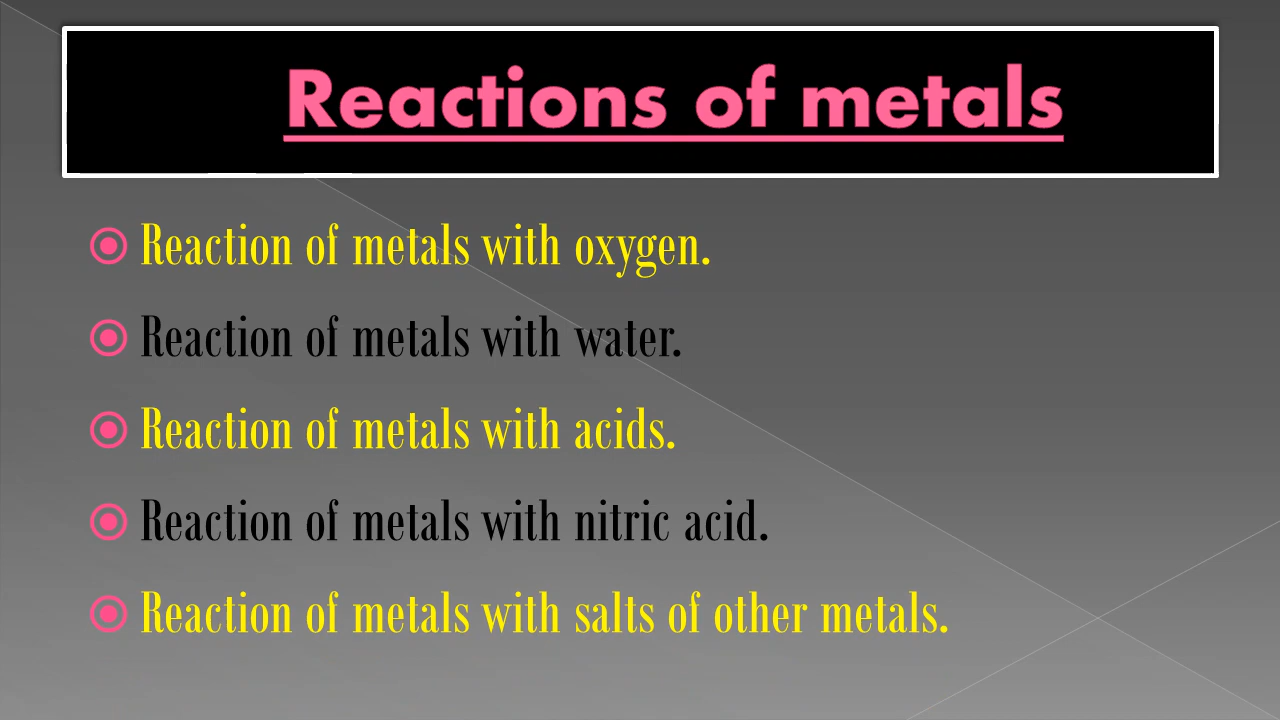 Reactions of metals
Reaction of metals with oxygen.
Reaction of metals with water.
Reaction of metals with acids.
Reaction of metals with nitric acid.
Reaction of metals with salts of other metals.